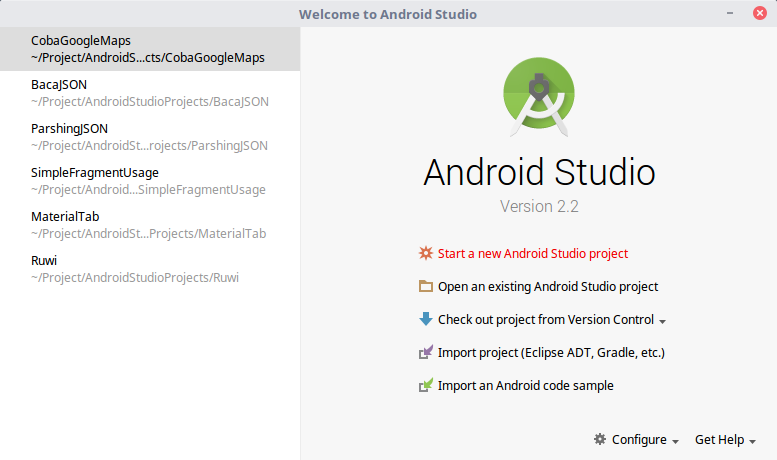 Welcome to Android Studio
CobaGoogleMaps
~/Project/AndroidS...cts/CobaGoogleMaps
BacaJSON
~/Project/AndroidStudioProjects/BacaJSON
ParshingJSON
~/Project/AndroidSt...rojects/ParshingJSON
SimpleFragmentUsage
~/Project/Android...SimpleFragmentUsage
MaterialTab
~/Project/AndroidSt...Projects/MaterialTab
Ruwi
~/Project/AndroidStudioProjects/Ruwi
Android Studio
Version 2.2
Start a new Android Studio project
Open an existing Android Studio project
Check out project from Version Control
Import project (Eclipse ADT, Gradle, etc.)
Import an Android code sample
Configure
Get Help